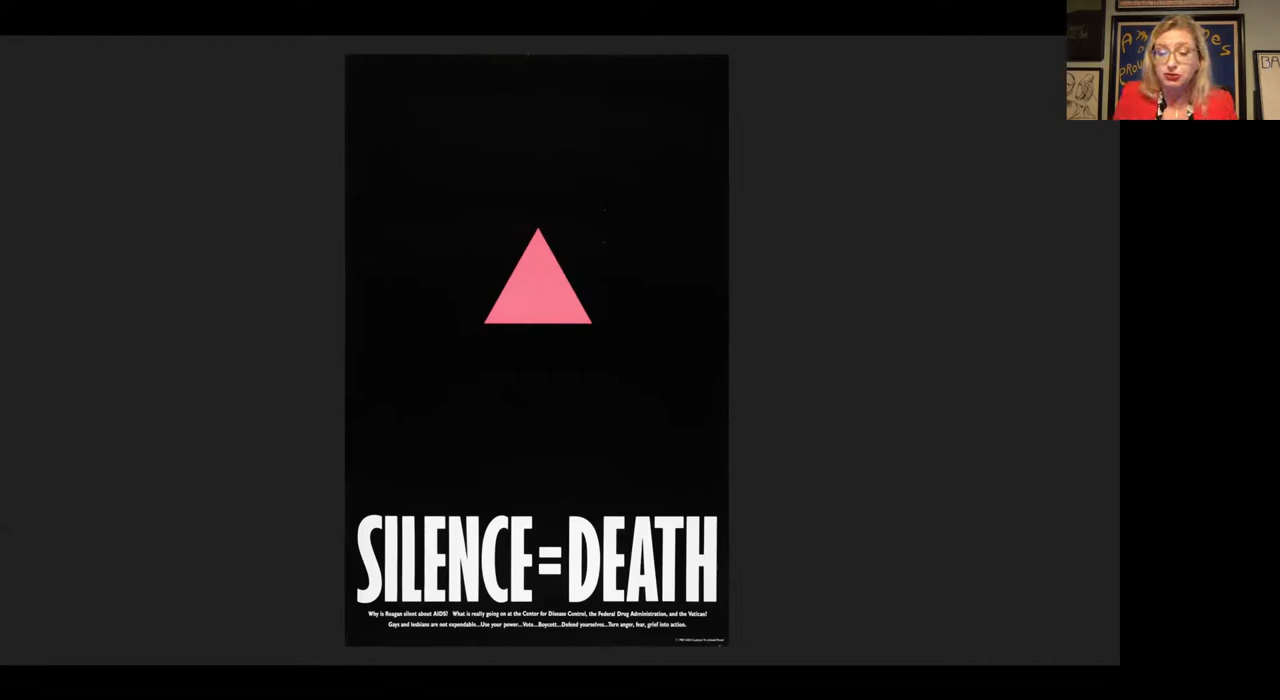 SILENCE=DEATH
Why is Reagan silent about AIDS? What is really going on at the Center for Disease Control, the Federal Drug Administration, and the Vatican?
Gays and lesbians are not expendable...Use your power...Vote...Boycott...Defend yourselves...Turn anger, fear, grief into action.
BA